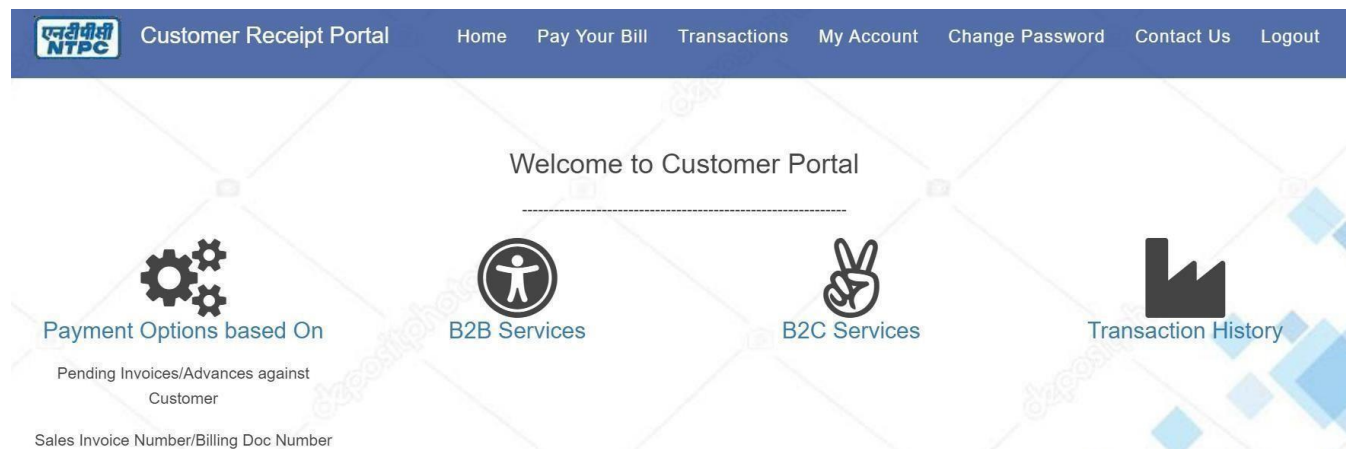 एनटीपीसी
NTPC
Customer Receipt Portal
Home
Pay Your Bill
Transactions
My Account
Change Password
Contact Us
Logout
Welcome to Customer Portal
-------------------------------------------------------------
Payment Options based On
B2B Services
B2C Services
Transaction History
Pending Invoices/Advances against
Customer
Sales Invoice Number/Billing Doc Number
depositphotos